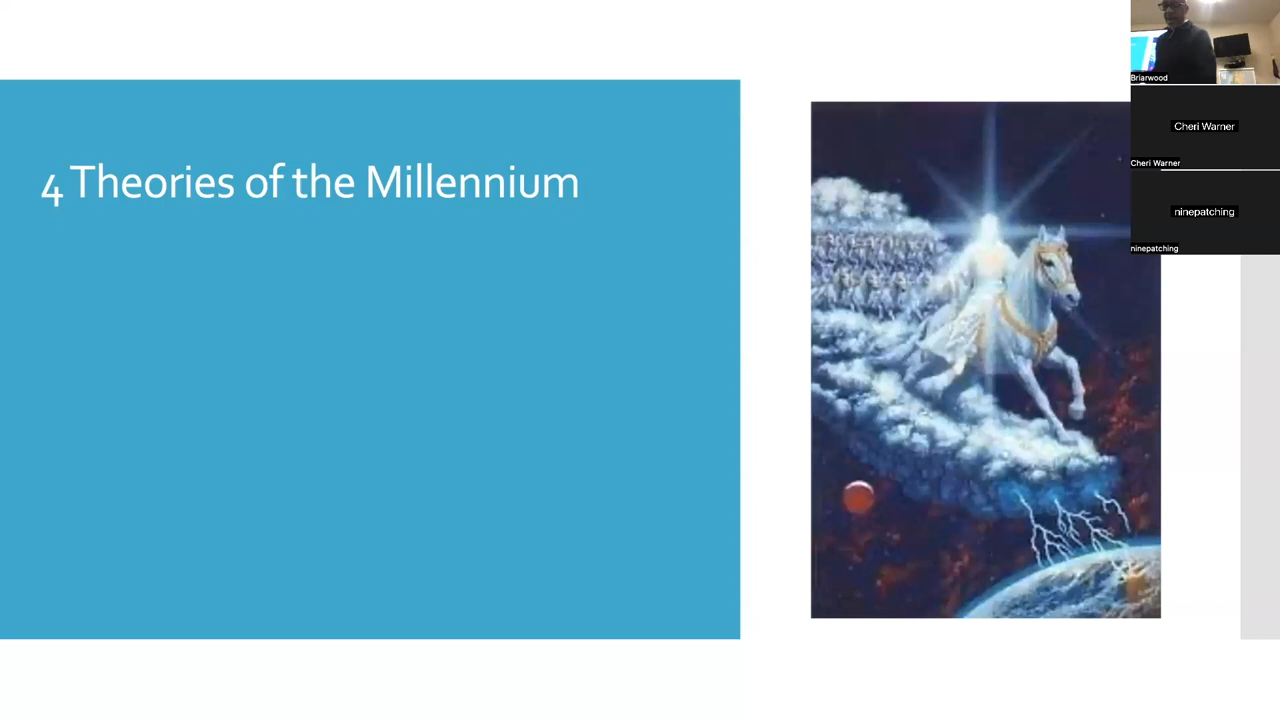 4 Theories of the Millennium
Briarwood
Cheri Warner
Cheri Warner
ninepatching
ninepatching